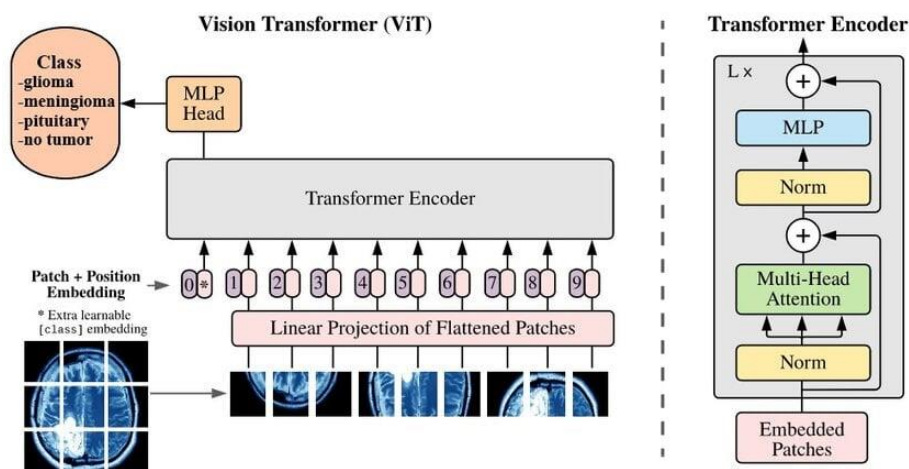 Vision Transformer (ViT)
Class
-glioma
-meningioma
-pituitary
-no tumor
MLP
Head
Transformer Encoder
Patch + Position
Embedding
0 * 1 2 3 4 5 6 7 8 9
* Extra learnable
[class] embedding
Linear Projection of Flattened Patches
Transformer Encoder
L ×
+
MLP
Norm
+
Multi-Head
Attention
Norm
Embedded
Patches